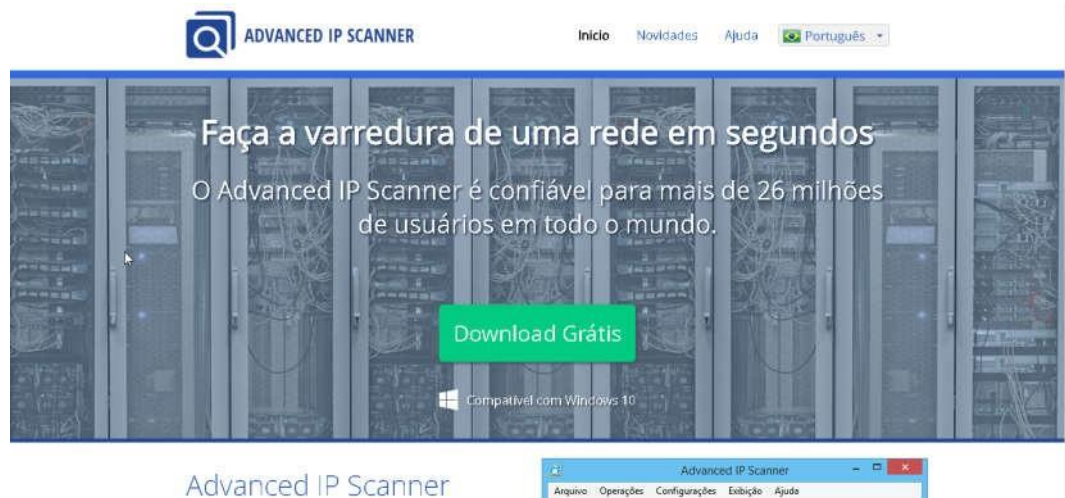 ADVANCED IP SCANNER
Início Novidades Ajuda Português
Faça a varredura de uma rede em segundos
O Advanced IP Scanner é confiável para mais de 26 milhões
de usuários em todo o mundo.
Download Grátis
Compatível com Windows 10
Advanced IP Scanner
Advanced IP Scanner
Arquivo Operações Configurações Exibição Ajuda